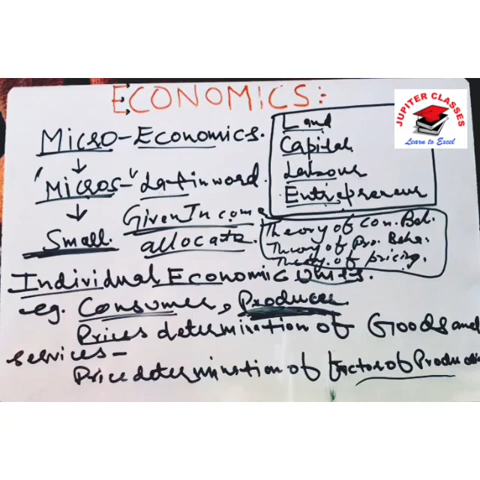 ECONOMICS:-
JUPITER CLASSES
Learn to Excel
Land
Capital
Labour
Entrepreneur
Micro-Economics.
"Micros-" Latin word.
Given Income
Small.
allocate
Theory of Con. Beh.
Theory of Pro. Beha.
Theory of pricing.
Individual Economic Units.
eg. Consumer, Producer
Prices determination of Goods and
services-
Price determination of Factor of Production